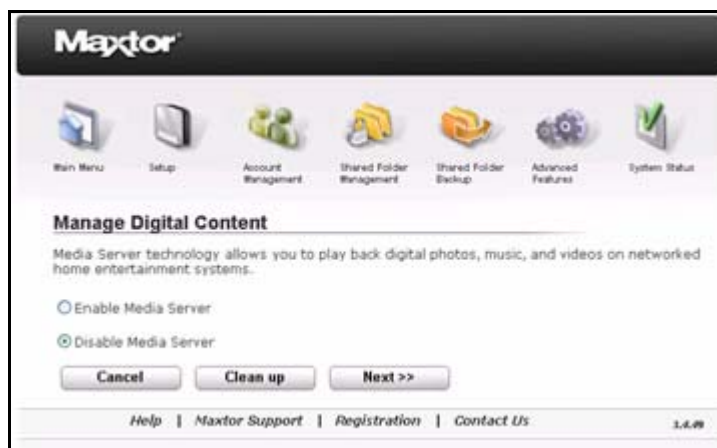 Maxtor
Main Menu
Setup
Account Management
Shared Folder Management
Shared Folder Backup
Advanced Features
System Status
Manage Digital Content
Media Server technology allows you to play back digital photos, music, and videos on networked
home entertainment systems.
Enable Media Server
Disable Media Server
Cancel
Clean up
Next >>
Help | Maxtor Support | Registration | Contact Us